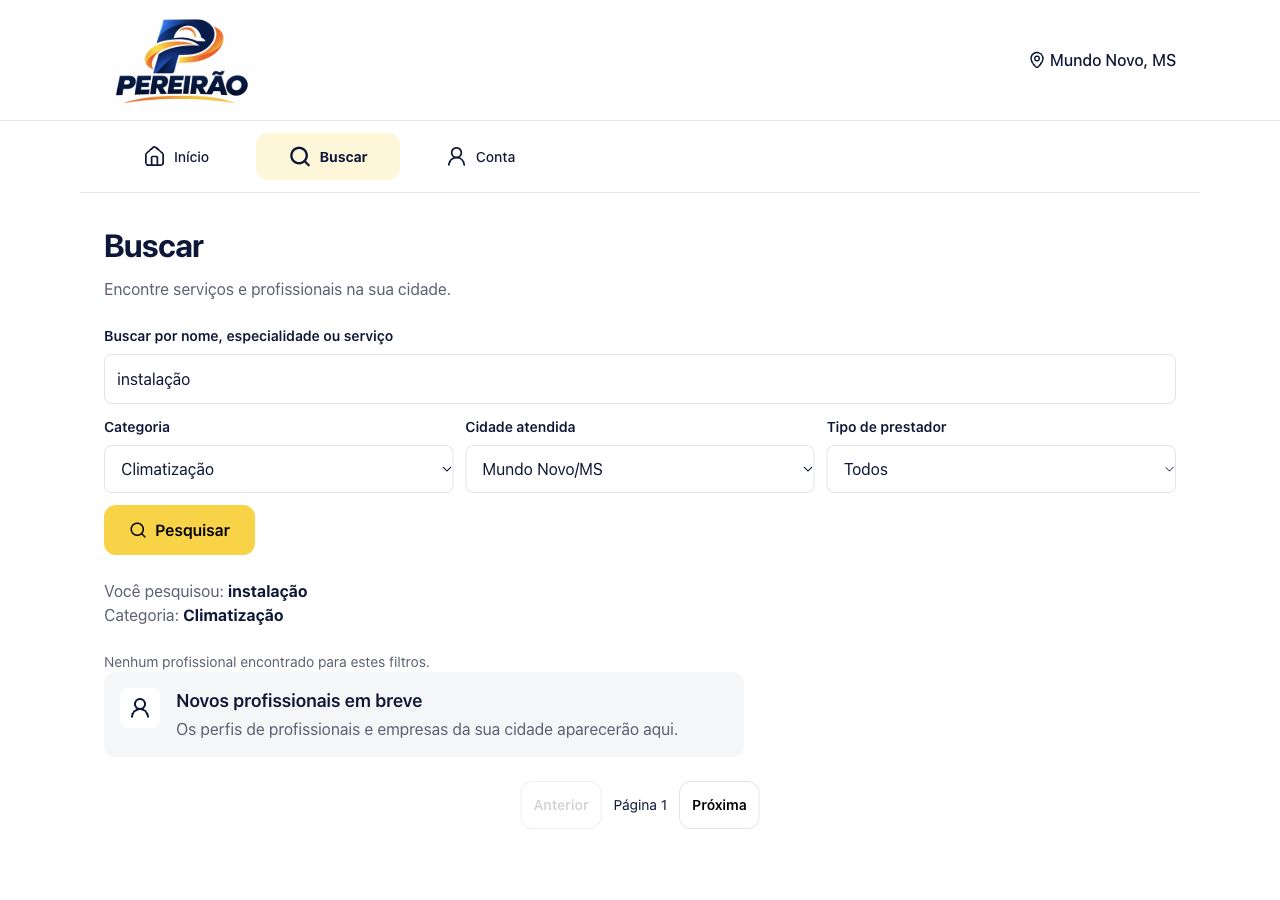 PEREIRÃO
Mundo Novo, MS
Início
Buscar
Conta
Buscar
Encontre serviços e profissionais na sua cidade.
Buscar por nome, especialidade ou serviço
instalação
Categoria
Cidade atendida
Tipo de prestador
Climatização
Mundo Novo/MS
Todos
Pesquisar
Você pesquisou: instalação
Categoria: Climatização
Nenhum profissional encontrado para estes filtros.
Novos profissionais em breve
Os perfis de profissionais e empresas da sua cidade aparecerão aqui.
Anterior
Página 1
Próxima